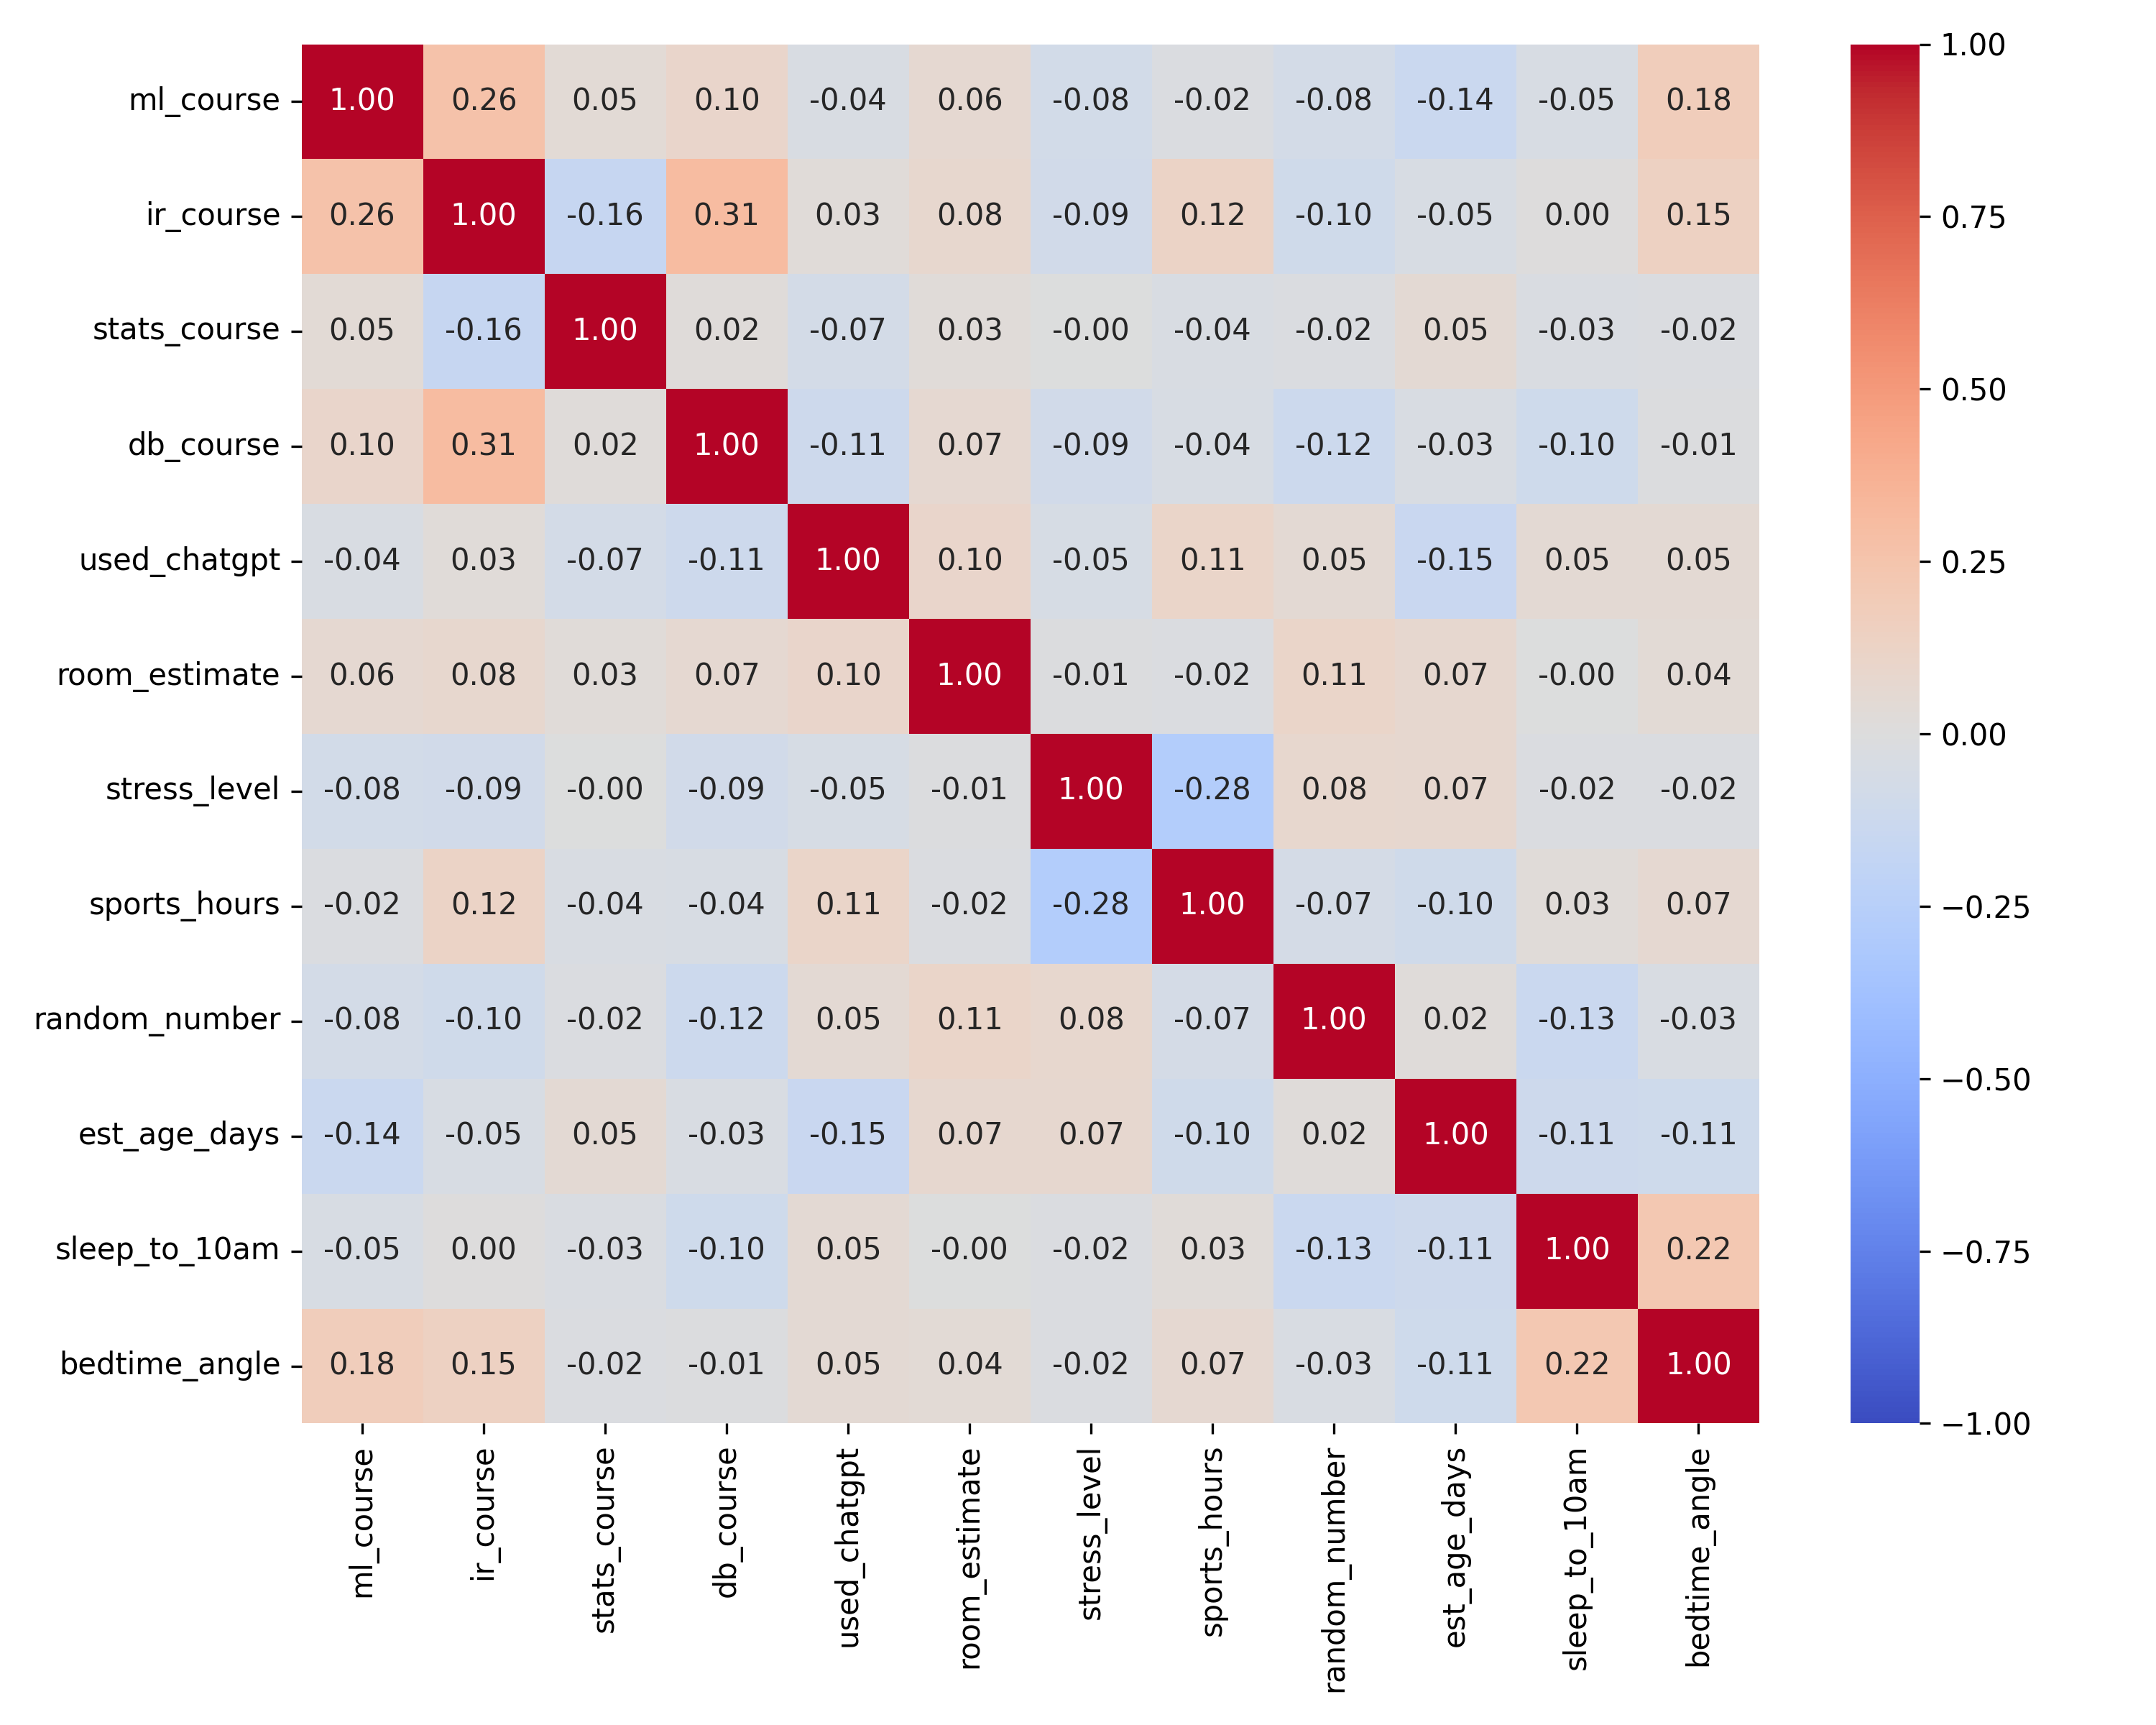 ml_course 1.00 0.26 0.05 0.10 -0.04 0.06 -0.08 -0.02 -0.08 -0.14 -0.05 0.18
ir_course 0.26 1.00 -0.16 0.31 0.03 0.08 -0.09 0.12 -0.10 -0.05 0.00 0.15
stats_course 0.05 -0.16 1.00 0.02 -0.07 0.03 -0.00 -0.04 -0.02 0.05 -0.03 -0.02
db_course 0.10 0.31 0.02 1.00 -0.11 0.07 -0.09 -0.04 -0.12 -0.03 -0.10 -0.01
used_chatgpt -0.04 0.03 -0.07 -0.11 1.00 0.10 -0.05 0.11 0.05 -0.15 0.05 0.05
room_estimate 0.06 0.08 0.03 0.07 0.10 1.00 -0.01 -0.02 0.11 0.07 -0.00 0.04
stress_level -0.08 -0.09 -0.00 -0.09 -0.05 -0.01 1.00 -0.28 0.08 0.07 -0.02 -0.02
sports_hours -0.02 0.12 -0.04 -0.04 0.11 -0.02 -0.28 1.00 -0.07 -0.10 0.03 0.07
random_number -0.08 -0.10 -0.02 -0.12 0.05 0.11 0.08 -0.07 1.00 0.02 -0.13 -0.03
est_age_days -0.14 -0.05 0.05 -0.03 -0.15 0.07 0.07 -0.10 0.02 1.00 -0.11 -0.11
sleep_to_10am -0.05 0.00 -0.03 -0.10 0.05 -0.00 -0.02 0.03 -0.13 -0.11 1.00 0.22
bedtime_angle 0.18 0.15 -0.02 -0.01 0.05 0.04 -0.02 0.07 -0.03 -0.11 0.22 1.00
ml_course
ir_course
stats_course
db_course
used_chatgpt
room_estimate
stress_level
sports_hours
random_number
est_age_days
sleep_to_10am
bedtime_angle
1.00
0.75
0.50
0.25
0.00
−0.25
−0.50
−0.75
−1.00